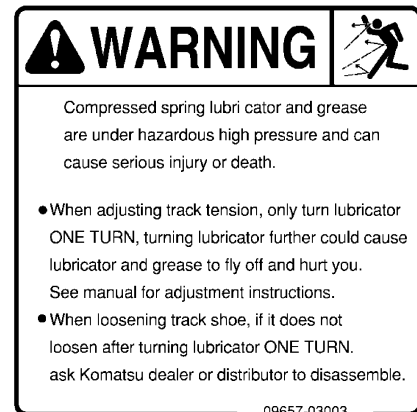 WARNING
Compressed spring lubri cator and grease
are under hazardous high pressure and can
cause serious injury or death.
●When adjusting track tension, only turn lubricator
ONE TURN, turning lubricator further could cause
lubricator and grease to fly off and hurt you.
See manual for adjustment instructions.
●When loosening track shoe, if it does not
loosen after turning lubricator ONE TURN.
ask Komatsu dealer or distributor to disassemble.
09657-03003